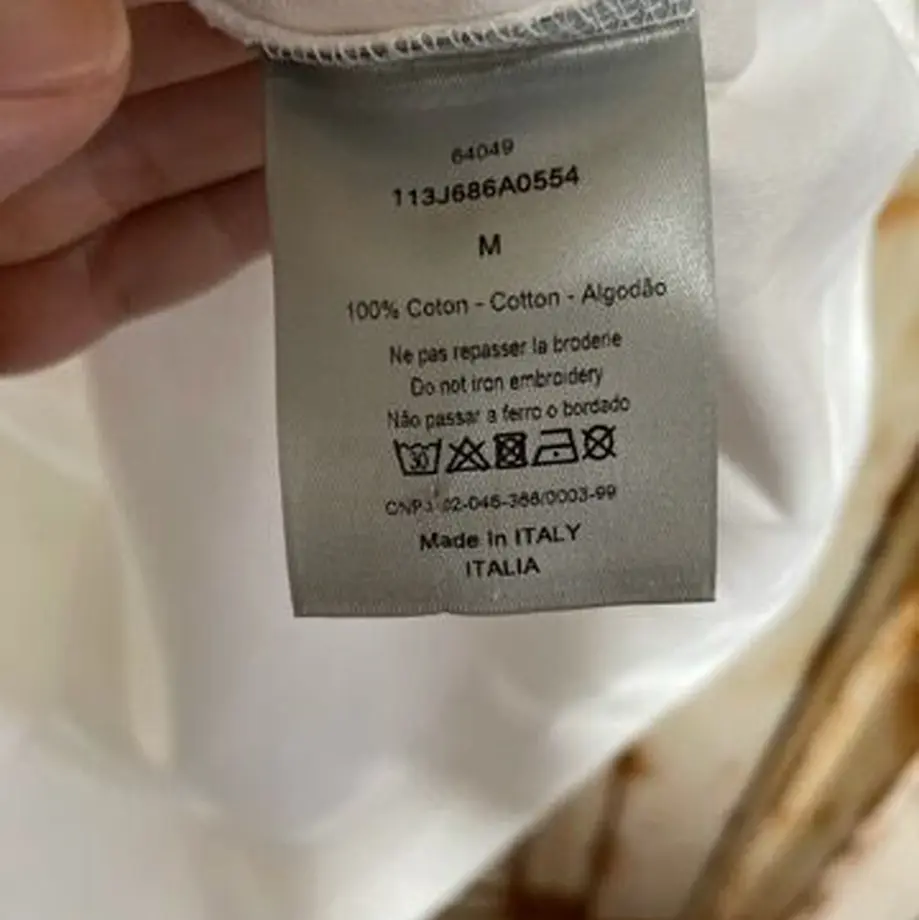 64049
113J686A0554
M
100% Coton - Cotton - Algodão
Ne pas repasser la broderie
Do not iron embroidery
Não passar a ferro o bordado
30
CNPJ 02-046-366/0003-99
Made In ITALY
ITALIA